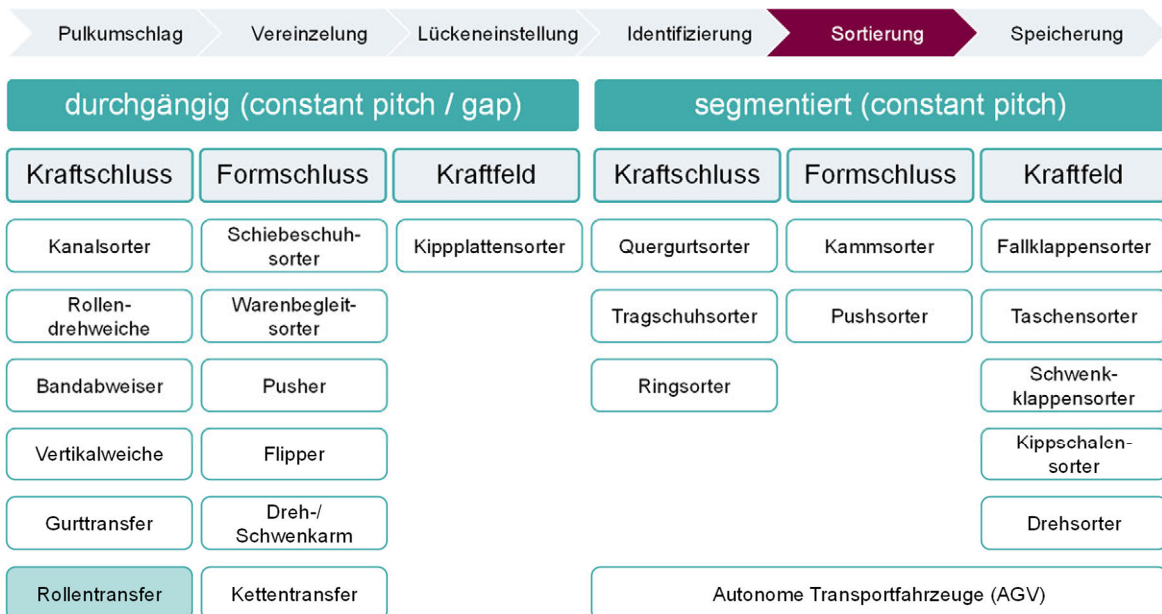 Pulkumschlag
Vereinzelung
Lückeneinstellung
Identifizierung
Sortierung
Speicherung
durchgängig (constant pitch / gap)
segmentiert (constant pitch)
Kraftschluss
Formschluss
Kraftfeld
Kraftschluss
Formschluss
Kraftfeld
Kanalsorter
Schiebeschuh-
sorter
Kippplattensorter
Quergurtsorter
Kammsorter
Fallklappensorter
Rollen-
drehweiche
Warenbegleit-
sorter
Tragschuhsorter
Pushsorter
Taschensorter
Bandabweiser
Pusher
Ringsorter
Schwenk-
klappensorter
Vertikalweiche
Flipper
Kippschalen-
sorter
Gurttransfer
Dreh-/
Schwenkarm
Drehsorter
Rollentransfer
Kettentransfer
Autonome Transportfahrzeuge (AGV)